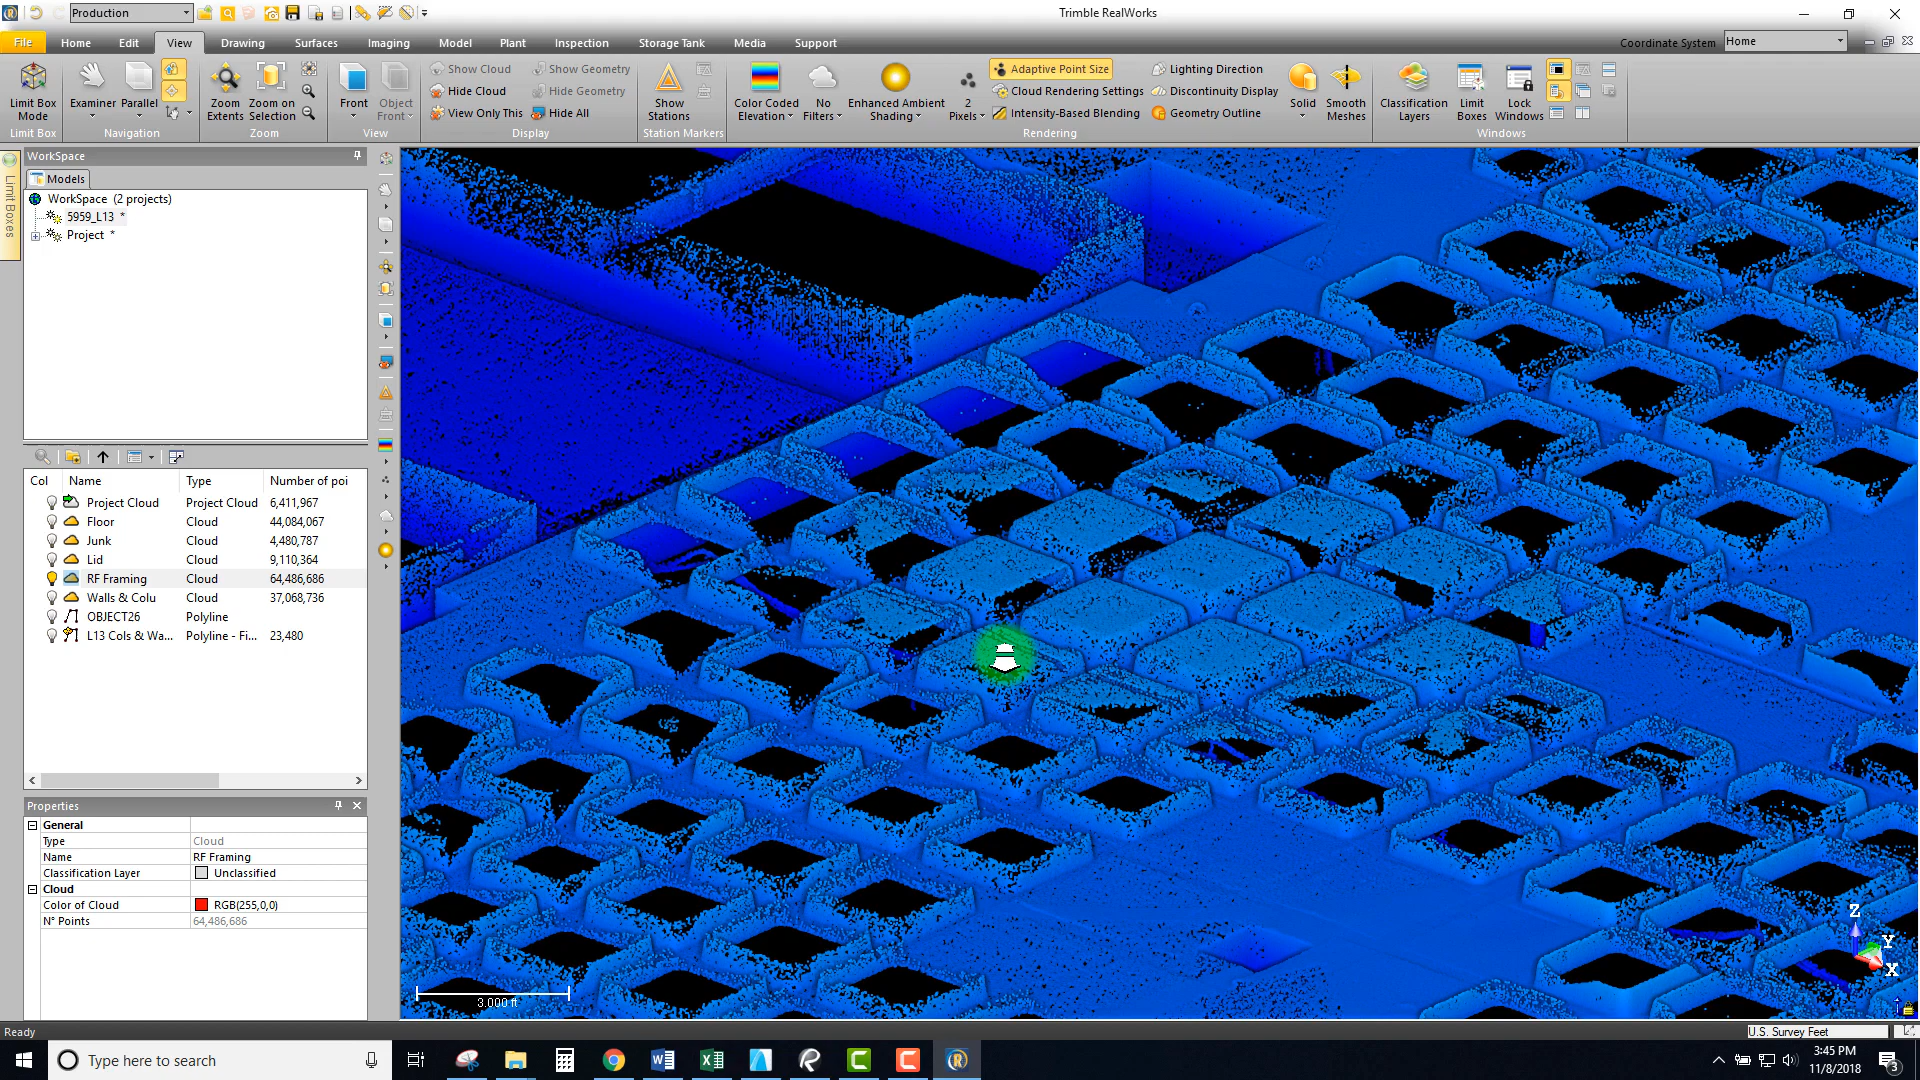 Production
Trimble RealWorks
File
Home
Edit
View
Drawing
Surfaces
Imaging
Model
Plant
Inspection
Storage Tank
Media
Support
Coordinate System
Home
Limit Box Mode
Limit Box
Examiner
Parallel
Navigation
Zoom Extents
Zoom on Selection
Zoom
Front
Object Front
View
Show Cloud
Hide Cloud
View Only This
Show Geometry
Hide Geometry
Hide All
Display
Show Stations
Station Markers
Color Coded Elevation
No Filters
Enhanced Ambient Shading
2 Pixels
Adaptive Point Size
Cloud Rendering Settings
Intensity-Based Blending
Lighting Direction
Discontinuity Display
Geometry Outline
Solid
Smooth Meshes
Rendering
Classification Layers
Limit Boxes
Lock Windows
Windows
Limit Boxes
WorkSpace
Models
WorkSpace (2 projects)
5959_L13 *
Project *
Col Name Type Number of poi
Project Cloud Project Cloud 6,411,967
Floor Cloud 44,084,067
Junk Cloud 4,480,787
Lid Cloud 9,110,364
RF Framing Cloud 64,486,686
Walls & Colu Cloud 37,068,736
OBJECT26 Polyline
L13 Cols & Wa... Polyline - Fi... 23,480
Properties
General
Type Cloud
Name RF Framing
Classification Layer Unclassified
Cloud
Color of Cloud RGB(255,0,0)
N° Points 64,486,686
3.000 ft
Z
Y
X
Ready
U.S. Survey Feet
Type here to search
3:45 PM
11/8/2018
3